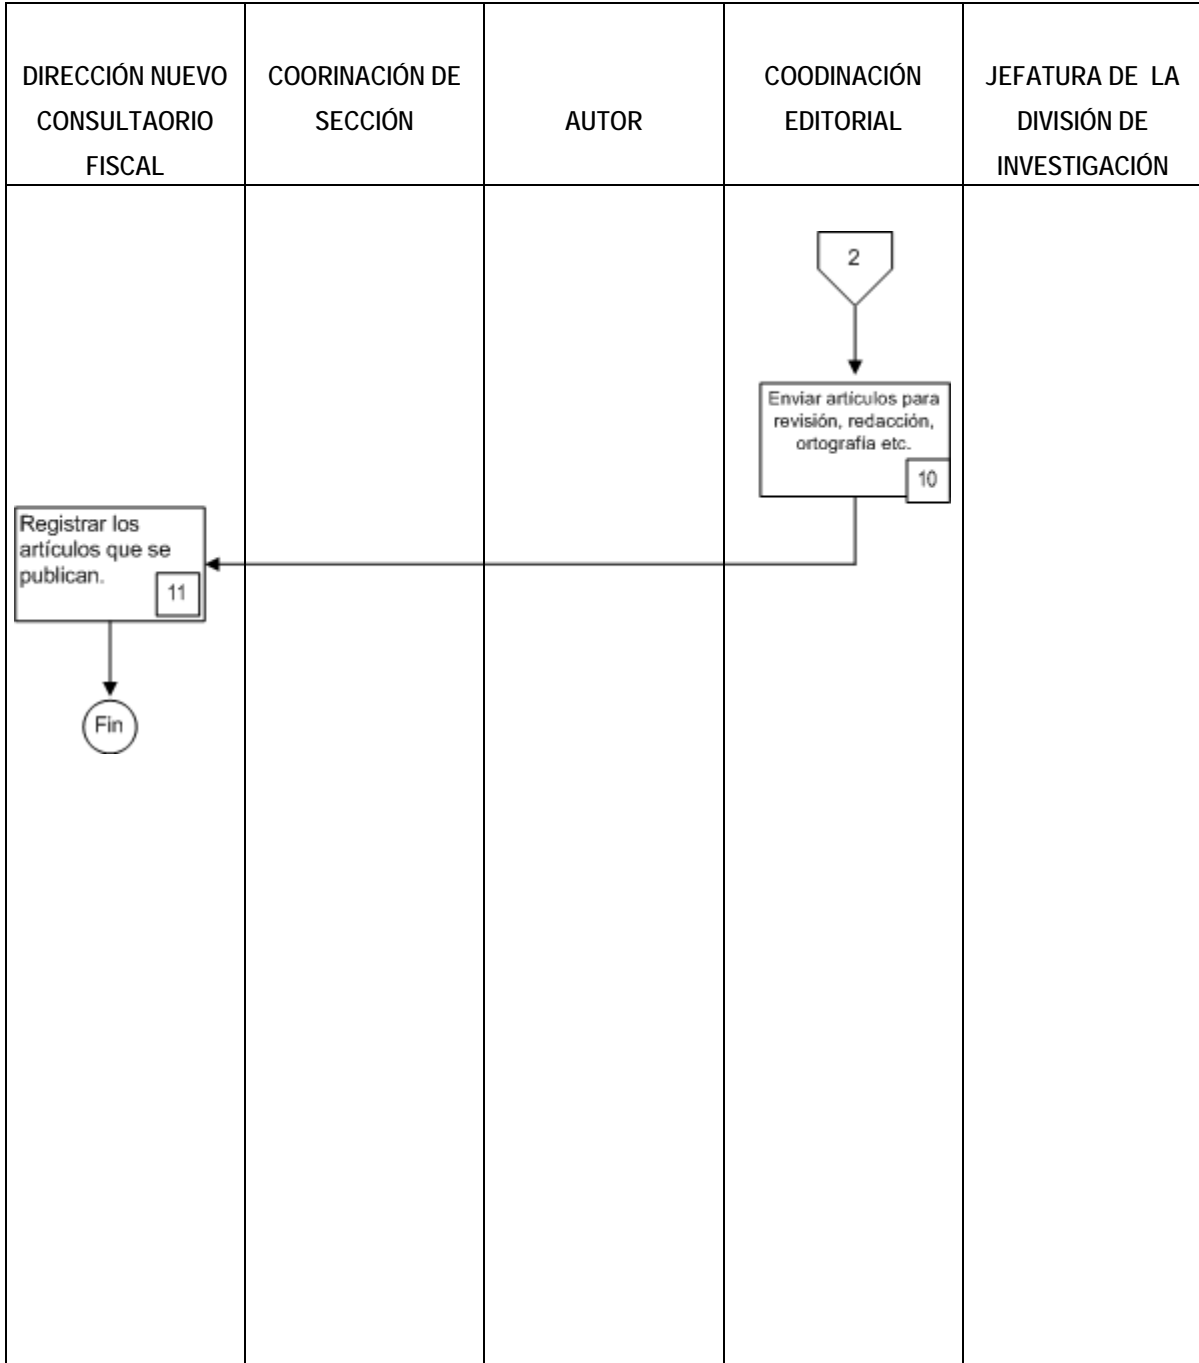 DIRECCIÓN NUEVO
CONSULTAORIO
FISCAL
COORINACIÓN DE
SECCIÓN
AUTOR
COODINACIÓN
EDITORIAL
JEFATURA DE LA
DIVISIÓN DE
INVESTIGACIÓN
2
Enviar artículos para
revisión, redacción,
ortografía etc.
10
Registrar los
artículos que se
publican.
11
Fin